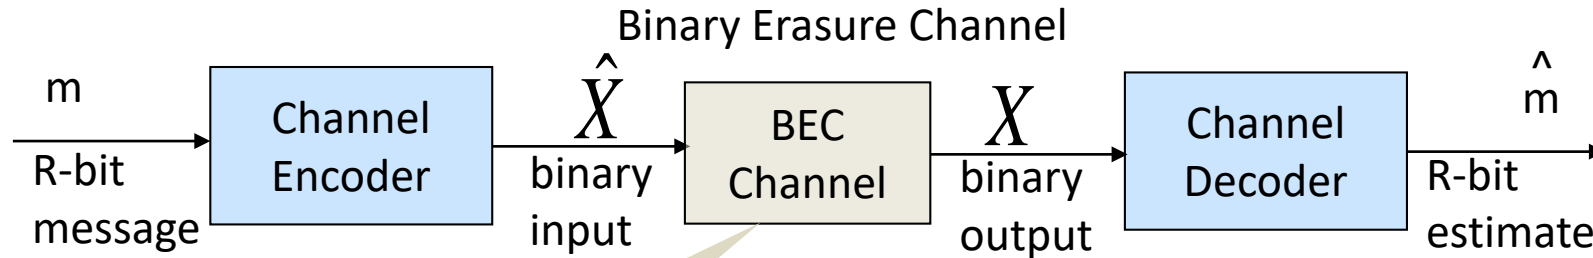 Binary Erasure Channel
m
R-bit
message
Channel
Encoder
X̂
binary
input
BEC
Channel
X
binary
output
Channel
Decoder
m̂
R-bit
estimate